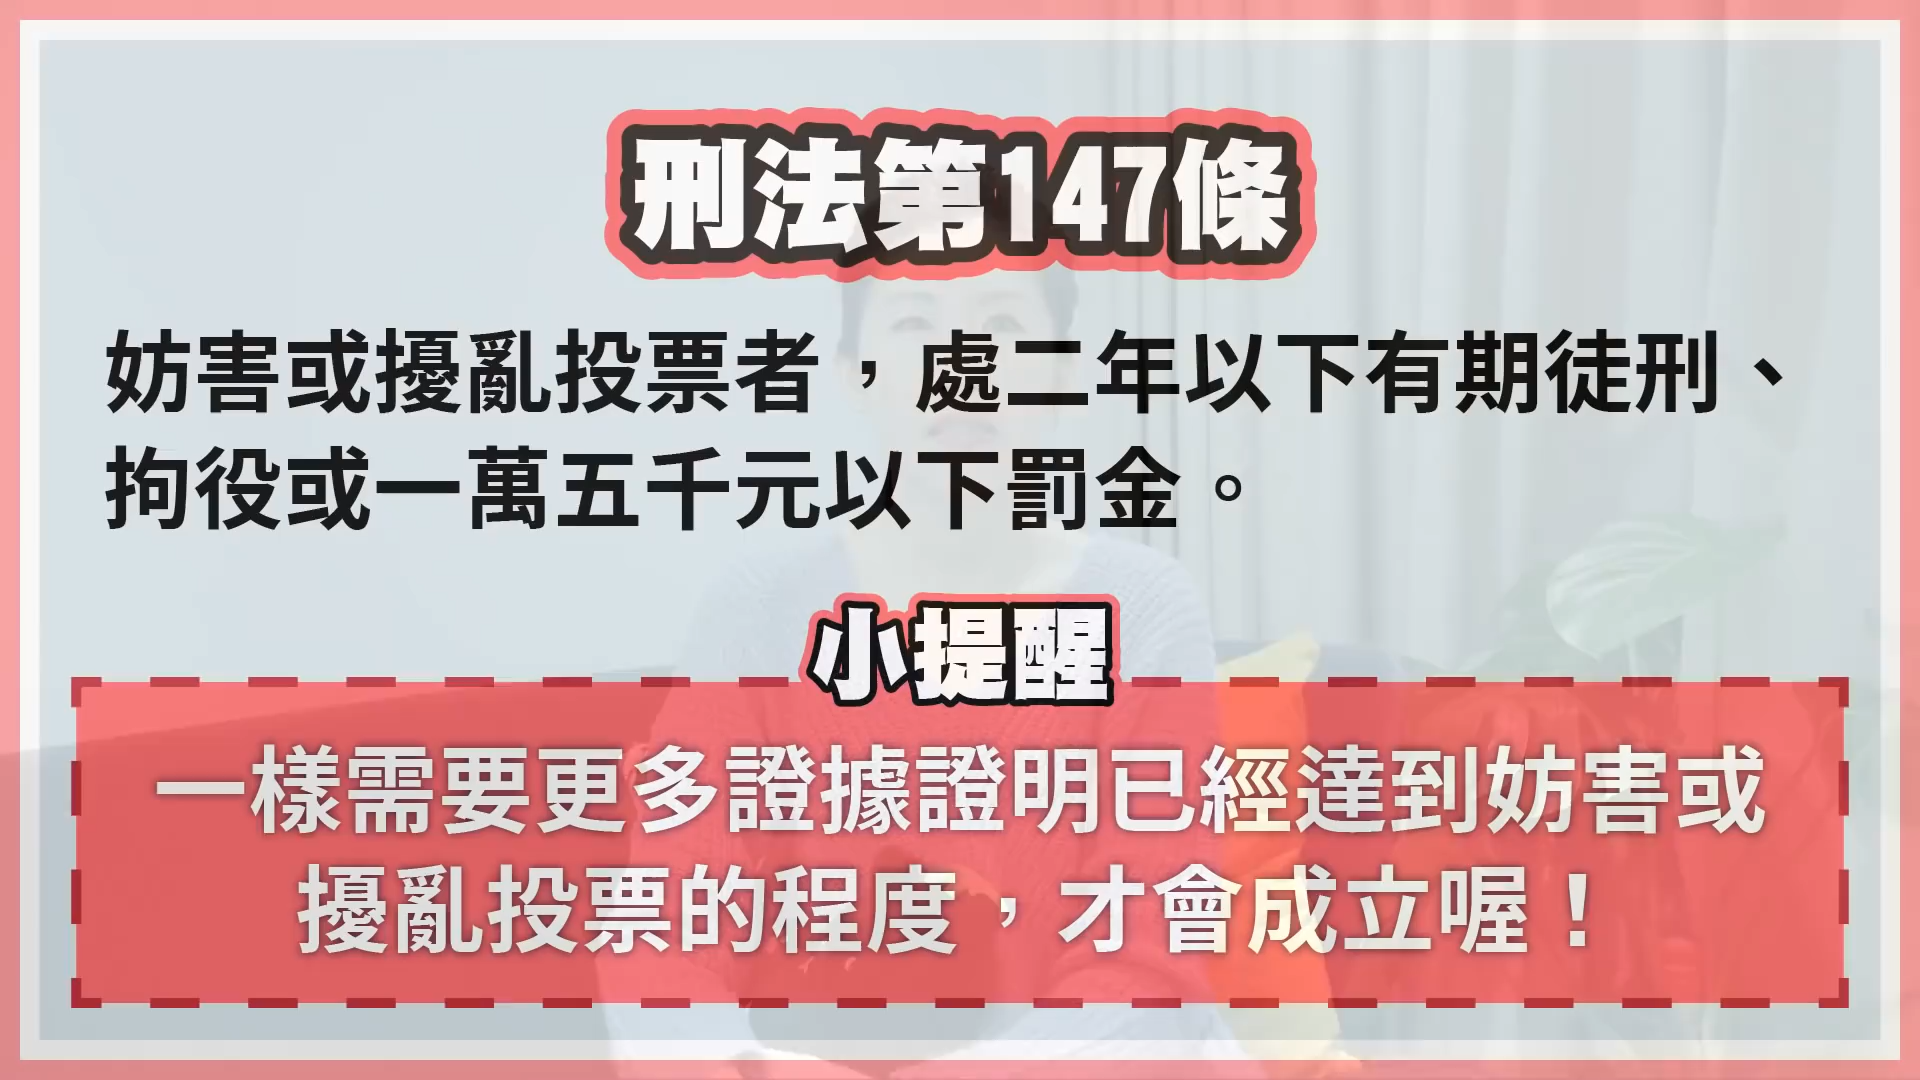 刑法第147條
妨害或擾亂投票者，處二年以下有期徒刑、
拘役或一萬五千元以下罰金。
小提醒
一樣需要更多證據證明已經達到妨害或
擾亂投票的程度，才會成立喔！